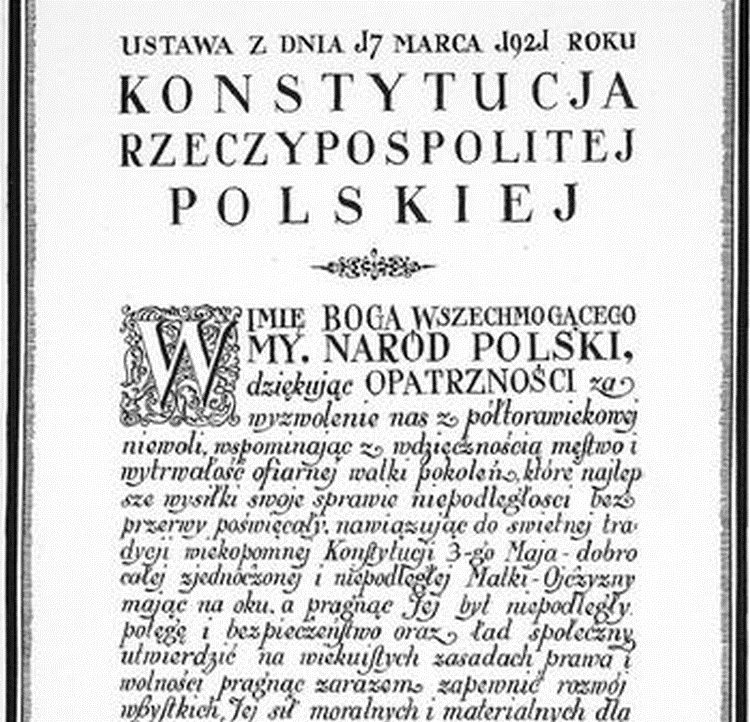 USTAWA Z DNIA 17 MARCA 1921 ROKU
KONSTYTUCJA
RZECZYPOSPOLITEJ
POLSKIEJ
W IMIĘ BOGA WSZECHMOGĄCEGO
MY, NARÓD POLSKI,
dziękując OPATRZNOŚCI za
wyzwolenie nas z półtorawiekowej
niewoli, wspominając z wdzięcznością męstwo i
wytrwałość ofiarnej walki pokoleń, które najlep
sze wysiłki swoje sprawie niepodległości bez
przerwy poświęcały, nawiązując do świetnej tra-
dycji wiekopomnej Konstytucji 3-go Maja - dobro
całej zjednoczonej i niepodległej Matki-Ojczyzny
mając na oku, a pragnąc Jej byt niepodległy,
potęgę i bezpieczeństwo oraz ład społeczny
utwierdzić na wiekuistych zasadach prawa i
wolności pragnąc zarazem zapewnić rozwój
wszystkich Jej sił moralnych i materialnych dla